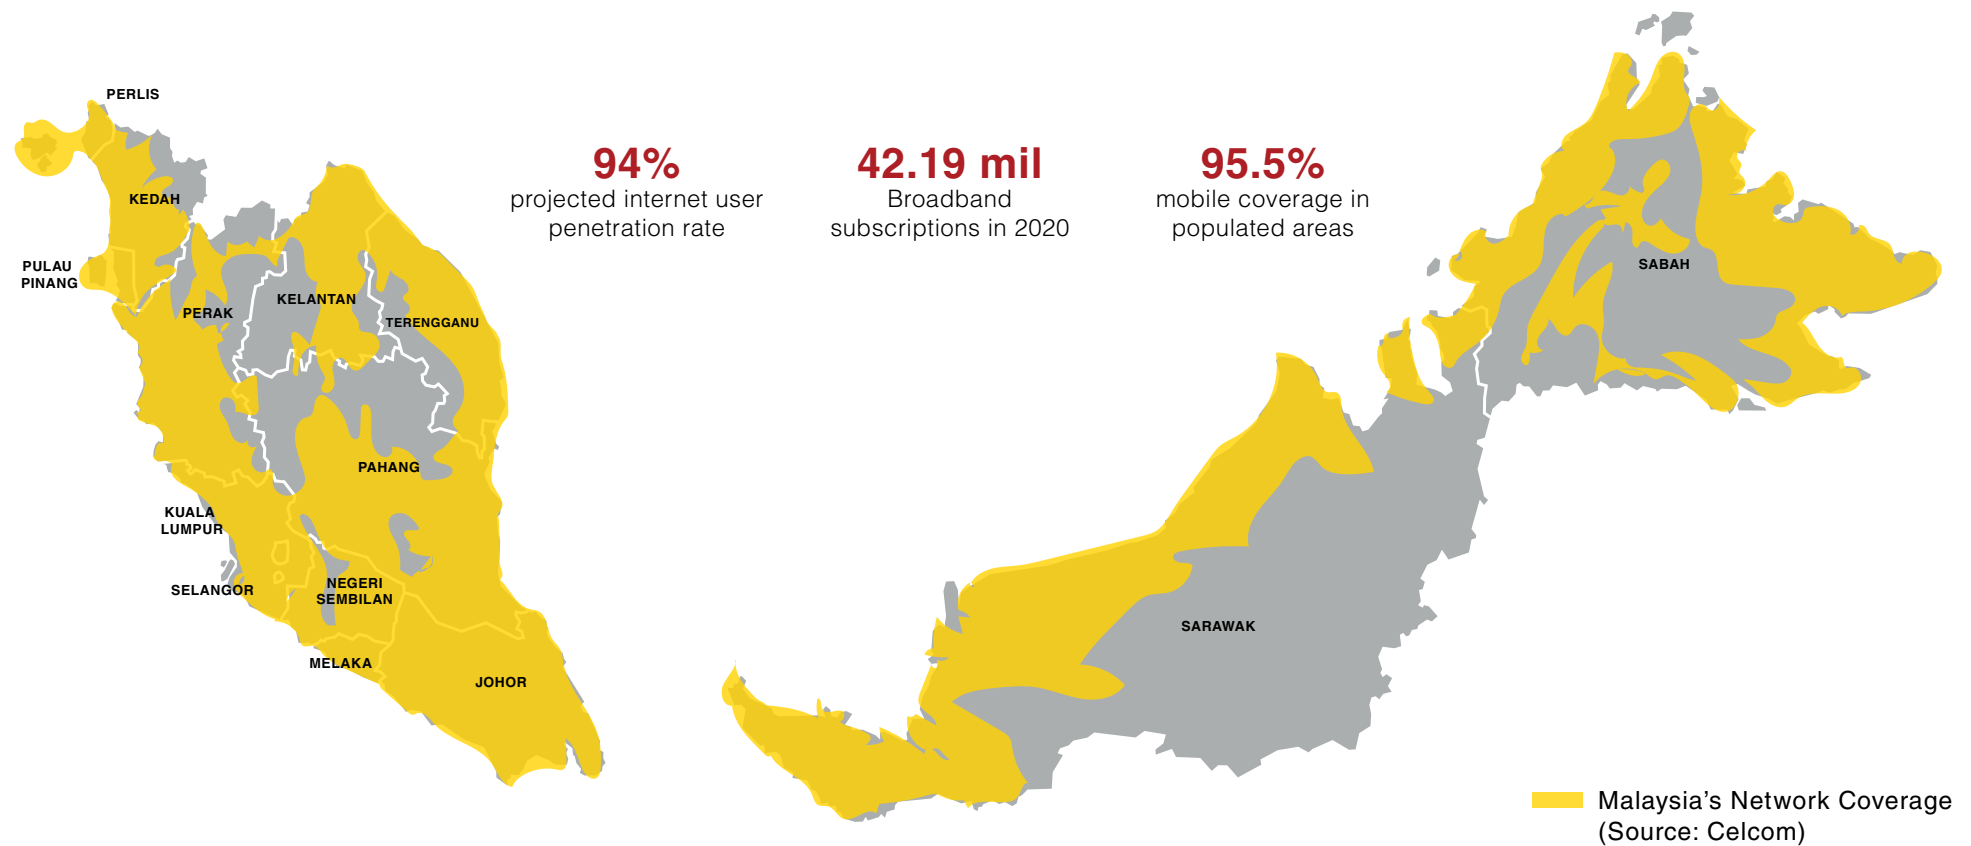 PERLIS
94%
projected internet user
penetration rate
42.19 mil
Broadband
subscriptions in 2020
95.5%
mobile coverage in
populated areas
KEDAH
PULAU
PINANG
PERAK
KELANTAN
TERENGGANU
PAHANG
KUALA
LUMPUR
SELANGOR
NEGERI
SEMBILAN
MELAKA
JOHOR
SABAH
SARAWAK
Malaysia's Network Coverage
(Source: Celcom)